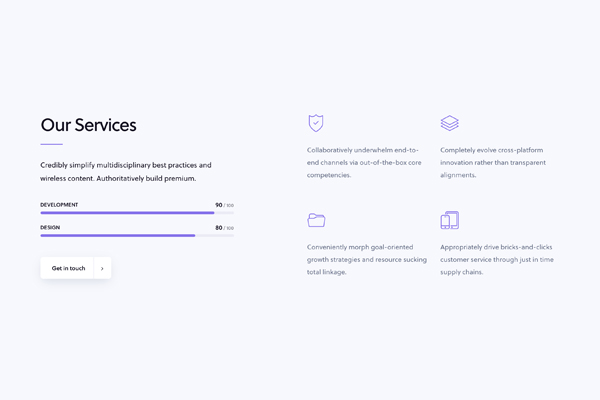 Our Services
Credibly simplify multidisciplinary best practices and
wireless content. Authoritatively build premium.
DEVELOPMENT 90 / 100
DESIGN 80 / 100
Get in touch
Collaboratively underwhelm end-to-
end channels via out-of-the-box core
competencies.
Completely evolve cross-platform
innovation rather than transparent
alignments.
Conveniently morph goal-oriented
growth strategies and resource sucking
total linkage.
Appropriately drive bricks-and-clicks
customer service through just in time
supply chains.